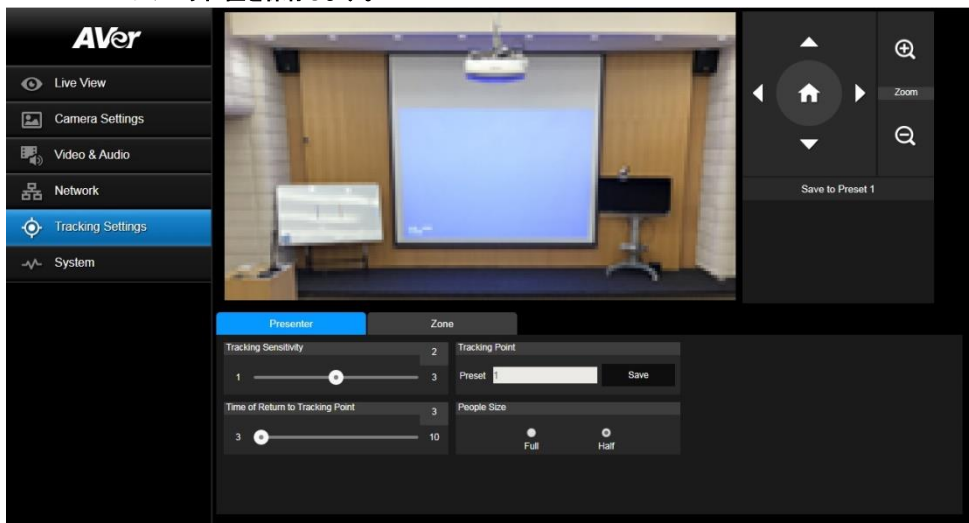 AVer
Live View
Camera Settings
Video & Audio
Network
Tracking Settings
System
Zoom
Save to Preset 1
Presenter
Zone
Tracking Sensitivity
2
1
3
Tracking Point
Preset
1
Save
Time of Return to Tracking Point
3
3
10
People Size
Full
Half